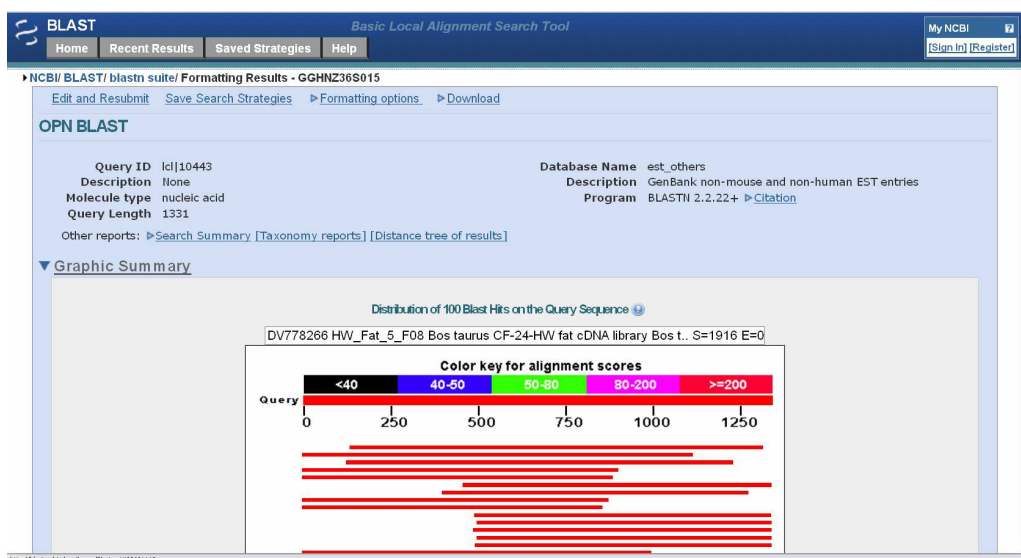 BLAST
Basic Local Alignment Search Tool
My NCBI
[Sign In] [Register]
Home Recent Results Saved Strategies Help
NCBI/ BLAST/ blastn suite/ Formatting Results - GGHNZ36S015
Edit and Resubmit Save Search Strategies Formatting options Download
OPN BLAST
Query ID lcl|10443
Description None
Molecule type nucleic acid
Query Length 1331
Database Name est_others
Description GenBank non-mouse and non-human EST entries
Program BLASTN 2.2.22+ Citation
Other reports: Search Summary [Taxonomy reports] [Distance tree of results]
Graphic Summary
Distribution of 100 Blast Hits on the Query Sequence
DV778266 HW_Fat_5_F08 Bos taurus CF-24-HW fat cDNA library Bos t.. S=1916 E=0
Color key for alignment scores
<40 40-50 50-80 80-200 >=200
Query
0 250 500 750 1000 1250